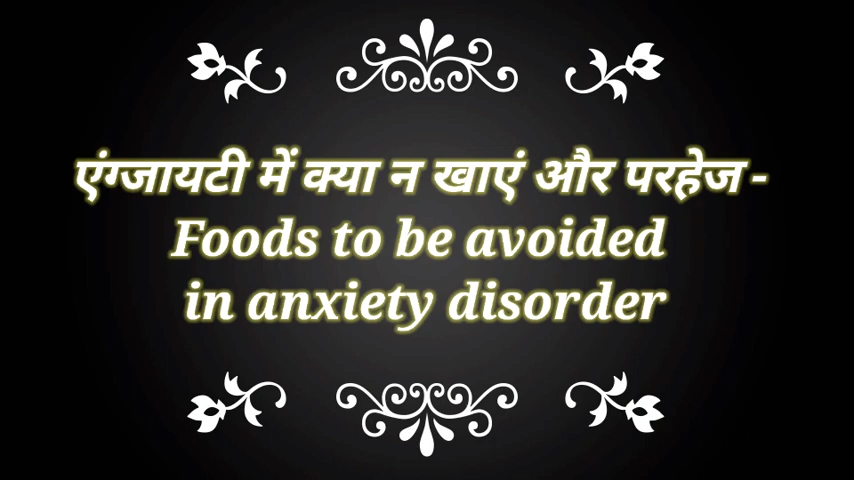 एंग्जायटी में क्या न खाएं और परहेज -
Foods to be avoided
in anxiety disorder